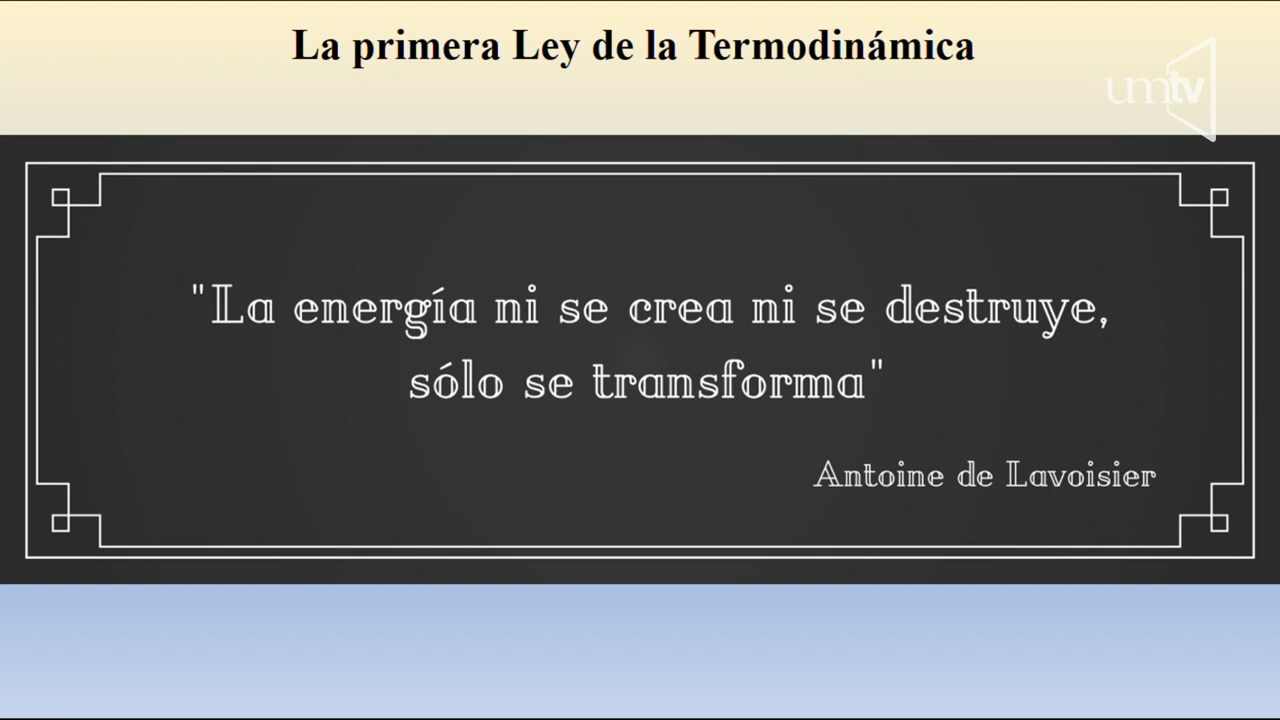 La primera Ley de la Termodinámica
umtv
"La energía ni se crea ni se destruye,
sólo se transforma"
Antoine de Lavoisier